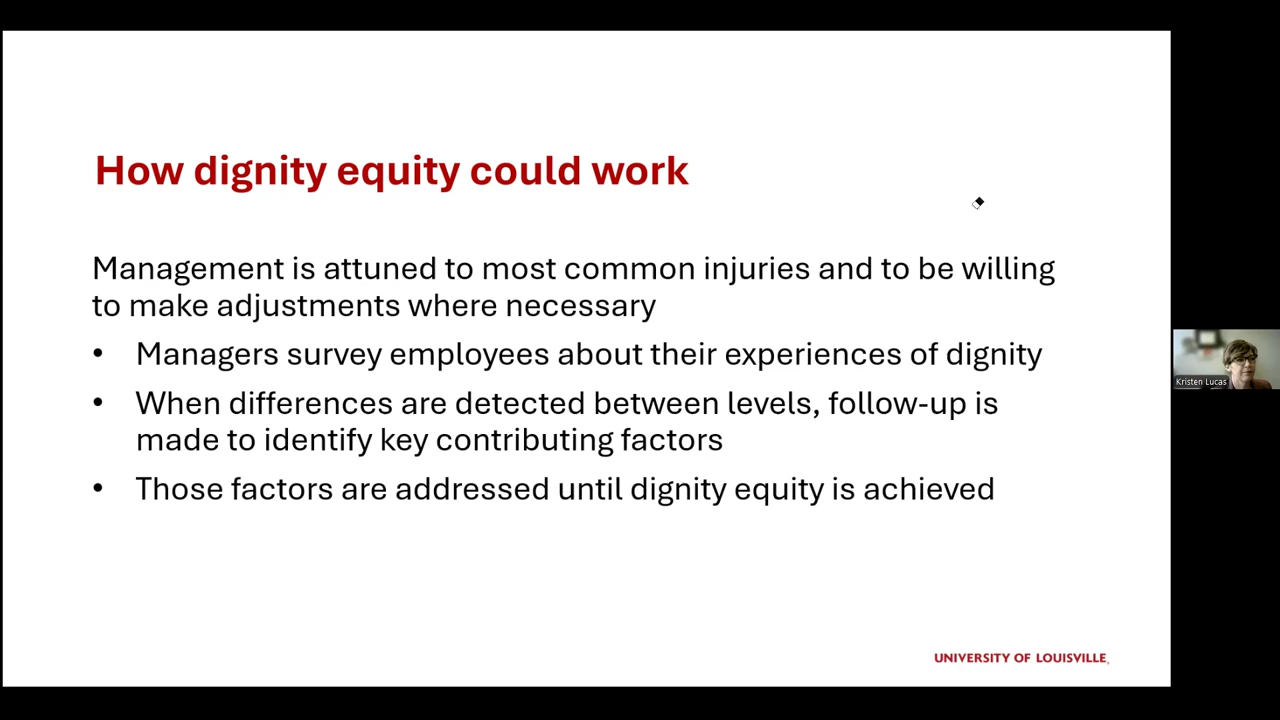 How dignity equity could work
Management is attuned to most common injuries and to be willing
to make adjustments where necessary
• Managers survey employees about their experiences of dignity
• When differences are detected between levels, follow-up is
made to identify key contributing factors
• Those factors are addressed until dignity equity is achieved
Kristen Lucas
UNIVERSITY OF LOUISVILLE.